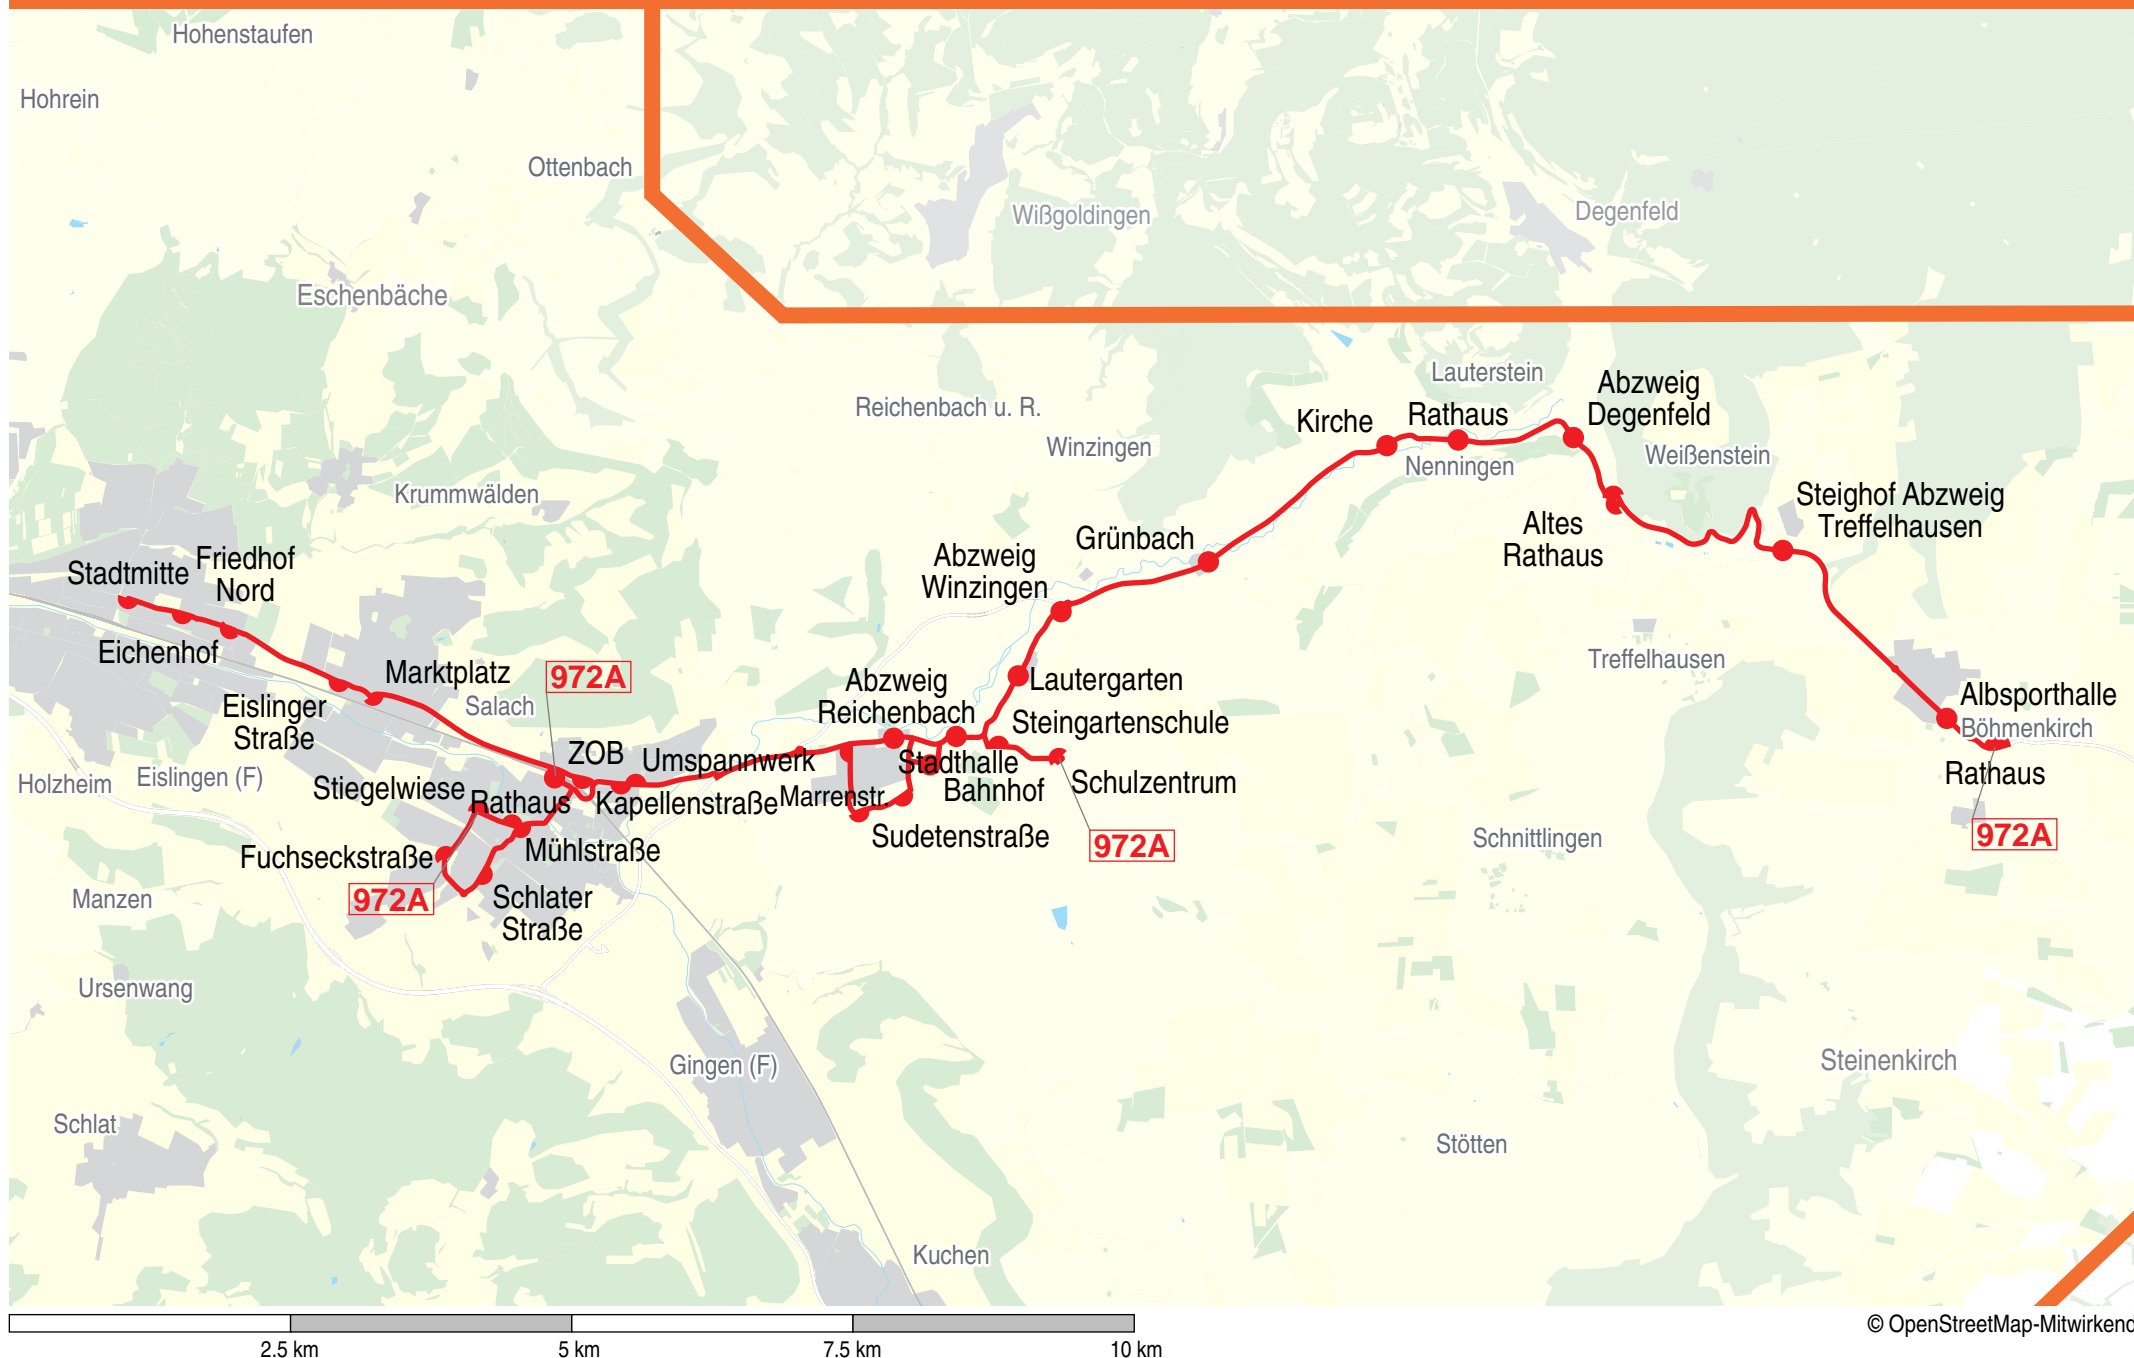 Hohenstaufen
Hohrein
Ottenbach
Wißgoldingen
Degenfeld
Eschenbäche
Lauterstein
Abzweig
Degenfeld
Reichenbach u. R.
Kirche
Rathaus
Winzingen
Nenningen
Weißenstein
Krummwälden
Steighof Abzweig
Treffelhausen
Altes
Rathaus
Grünbach
Abzweig
Winzingen
Friedhof
Nord
Stadtmitte
Eichenhof
Marktplatz
972A
Salach
Eislinger
Straße
Abzweig
Reichenbach
Lautergarten
Steingartenschule
Treffelhausen
Albsporthalle
Böhmenkirch
Rathaus
Holzheim
Eislingen (F)
ZOB
Umspannwerk
Stadthalle
Bahnhof
Schulzentrum
Stiegelwiese
Rathaus
Kapellenstraße
Marrenstr.
Sudetenstraße
972A
972A
Schnittlingen
Fuchseckstraße
Mühlstraße
972A
Schlater
Straße
Manzen
Ursenwang
Gingen (F)
Steinenkirch
Schlat
Stötten
Kuchen
© OpenStreetMap-Mitwirkend
2.5 km
5 km
7.5 km
10 km